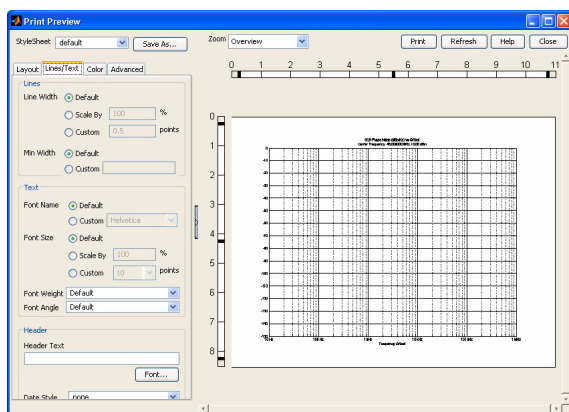 Print Preview
StyleSheet default Save As... Zoom Overview Print Refresh Help Close
Layout Lines/Text Color Advanced
0 1 2 3 4 5 6 7 8 9 10 11
Lines
Line Width Default
Scale By 100 %
Custom 0.5 points
Min Width Default
Custom
Text
Font Name Default
Custom Helvetica
Font Size Default
Scale By 100 %
Custom 10 points
Font Weight Default
Font Angle Default
Header
Header Text
Font...
Date Style none
0
1
2
3
4
5
6
7
8
Frequency Offset